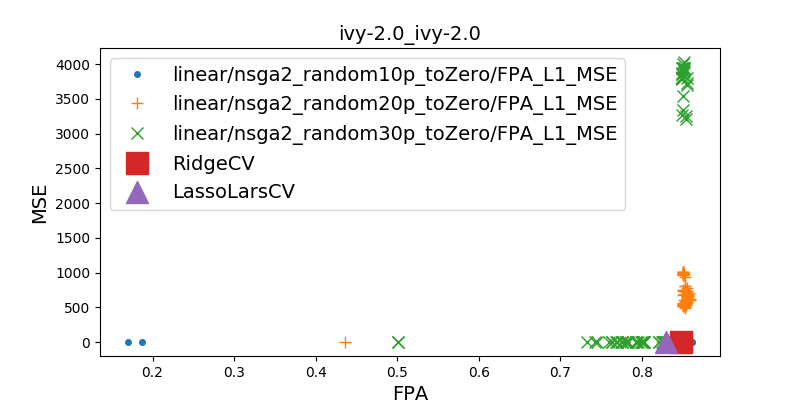 ivy-2.0_ivy-2.0
linear/nsga2_random10p_toZero/FPA_L1_MSE
linear/nsga2_random20p_toZero/FPA_L1_MSE
linear/nsga2_random30p_toZero/FPA_L1_MSE
RidgeCV
LassoLarsCV
MSE
4000
3500
3000
2500
2000
1500
1000
500
0
0.2 0.3 0.4 0.5 0.6 0.7 0.8
FPA